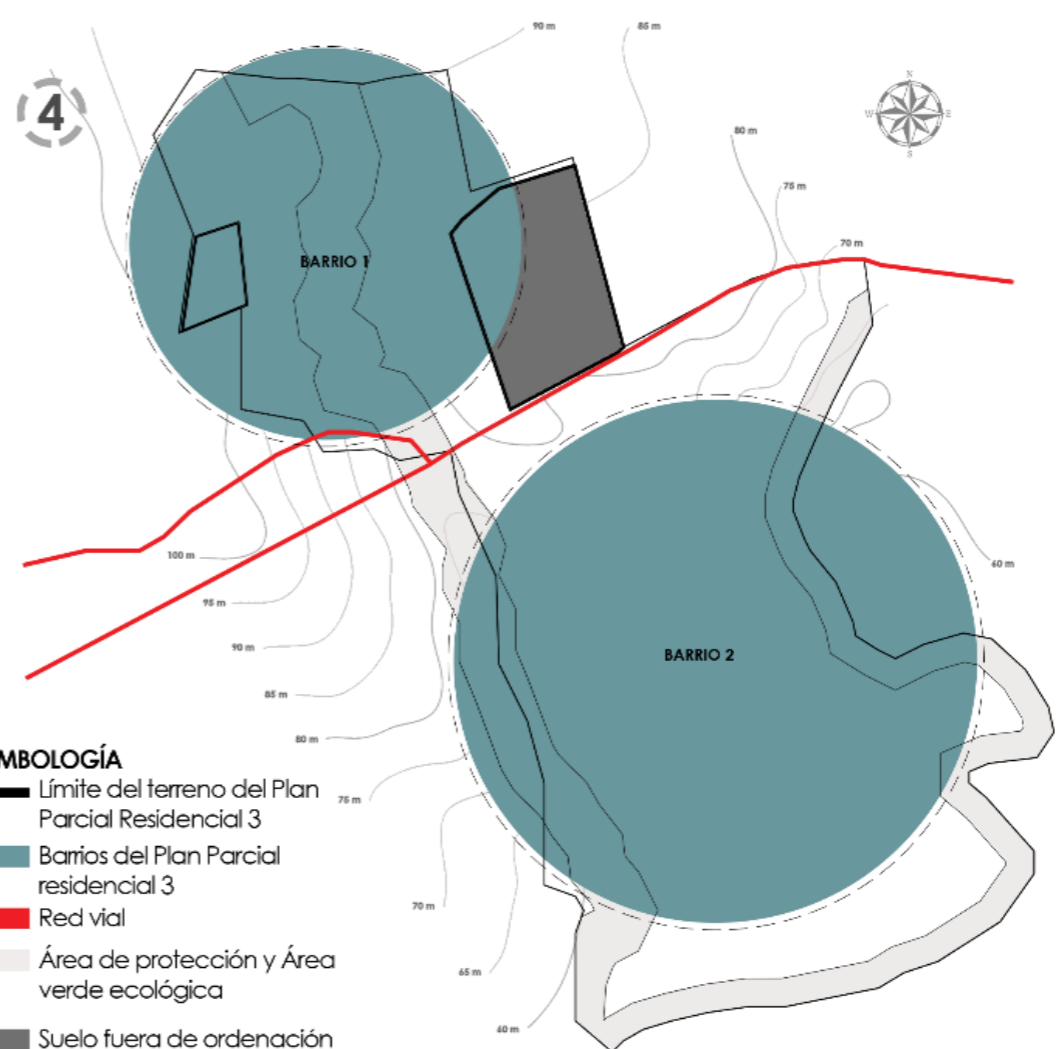 90 m
85 m
4
N
W E
S
80 m
75 m
70 m
BARRIO 1
100 m
60 m
95 m
90 m
BARRIO 2
85 m
80 m
MBOLOGÍA
Límite del terreno del Plan
Parcial Residencial 3
75 m
Barrios del Plan Parcial
residencial 3
70 m
Red vial
Área de protección y Área
verde ecológica
65 m
60 m
Suelo fuera de ordenación